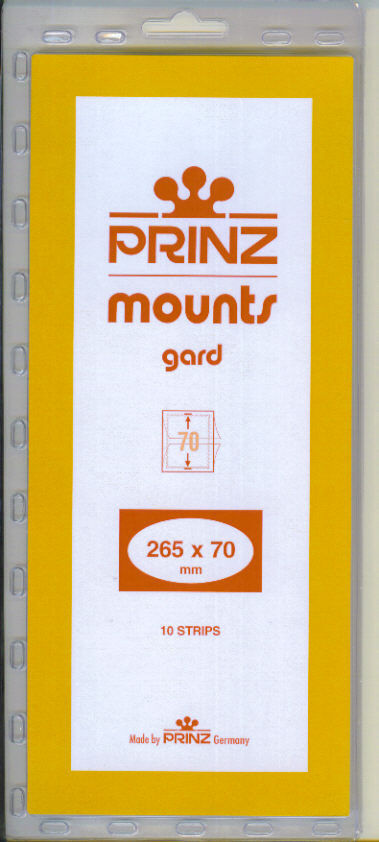 PRINZ
mounts
gard
70
265 x 70
mm
10 STRIPS
Made by PRINZ Germany